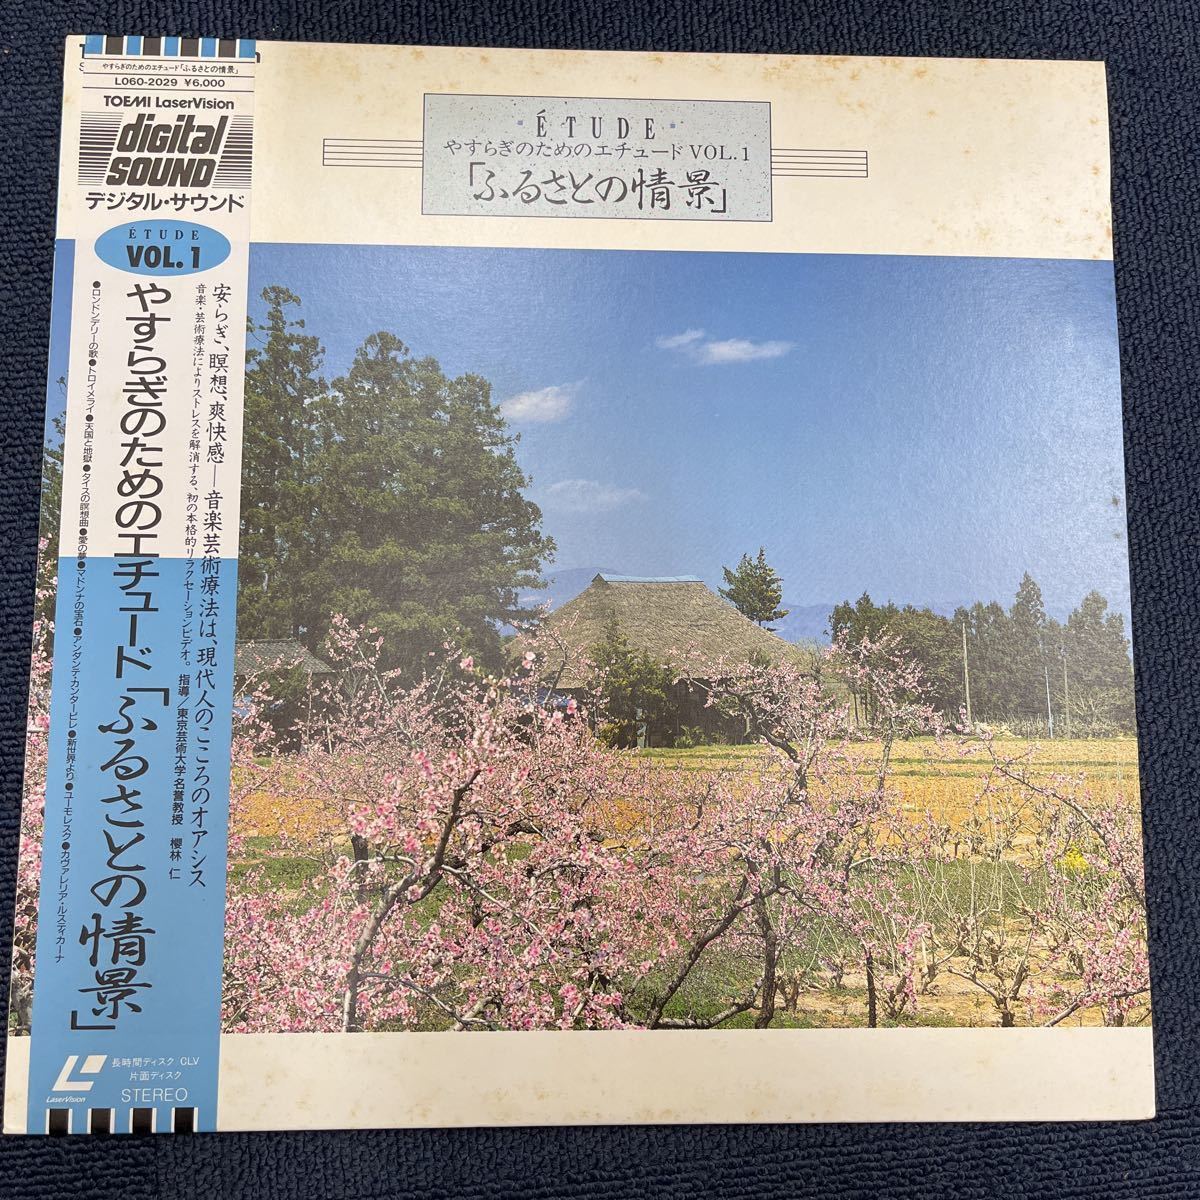 やすらぎのためのエチュード「ふるさとの情景」
LO60-2029 ¥6,000
TOEMI LaserVision
digital
SOUND
デジタル・サウンド
ÉTUDE
VOL.1
やすらぎのためのエチュード「ふるさとの情景」
安らぎ、瞑想、爽快感―音楽芸術療法は、現代人のこころのオアシス
音楽・芸術療法によりストレスを解消する、初の本格的リラクセーションビデオ。 指導/東京芸術大学名誉教授 櫻林 仁
●ロンドンデリーの歌●トロイメライ●天国と地獄●タイスの瞑想曲●愛の夢●マドンナの宝石●アンダンテ・カンタービレ●新世界より●ユーモレスク●カヴァレリア・ルスティカーナ
LaserVision
長時間ディスク CLV
片面ディスク
STEREO
ÉTUDE
やすらぎのためのエチュード VOL.1
「ふるさとの情景」